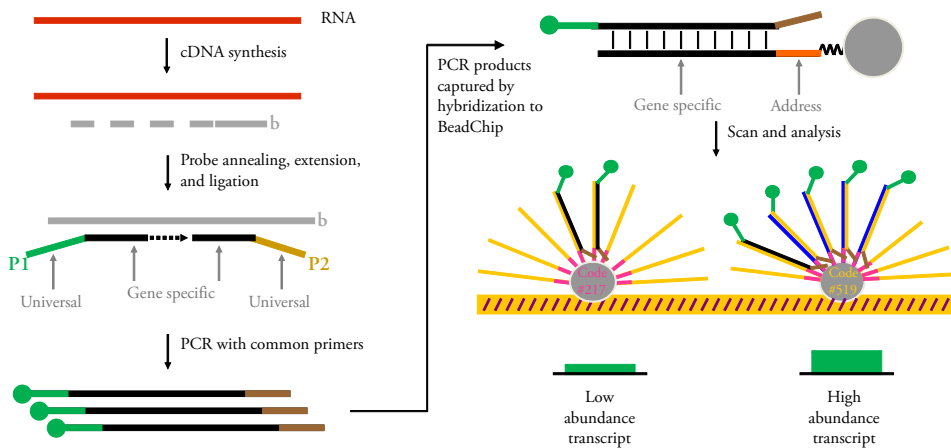 RNA
cDNA synthesis
b
Probe annealing, extension,
and ligation
b
P1
P2
Universal
Gene specific
Universal
PCR with common primers
PCR products
captured by
hybridization to
BeadChip
Gene specific
Address
Scan and analysis
Code
#217
Code
#519
Low
abundance
transcript
High
abundance
transcript